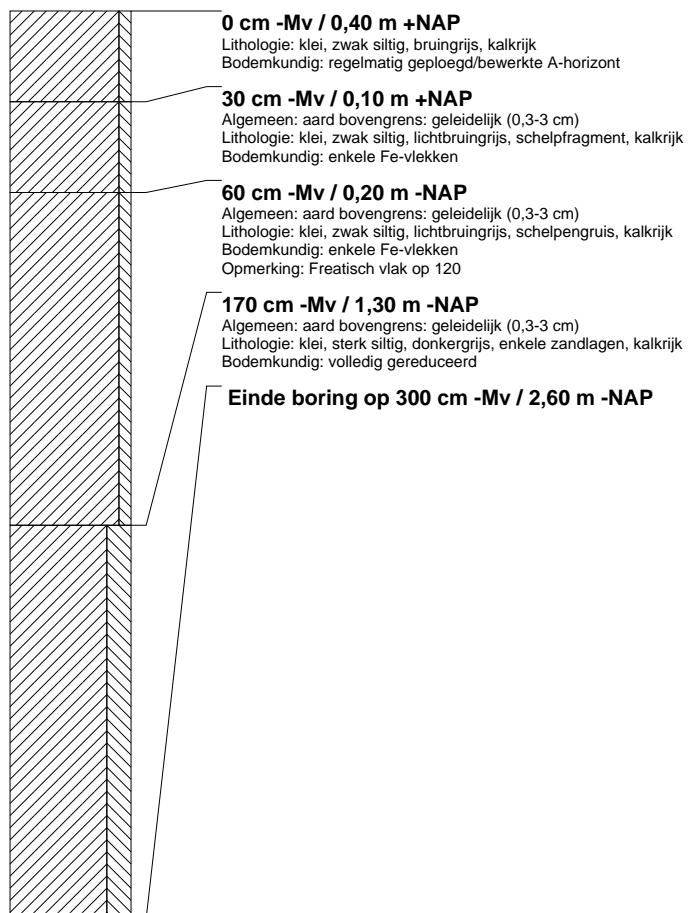 0 cm -Mv / 0,40 m +NAP
Lithologie: klei, zwak siltig, bruingrijs, kalkrijk
Bodemkundig: regelmatig geploegd/bewerkte A-horizont
30 cm -Mv / 0,10 m +NAP
Algemeen: aard bovengrens: geleidelijk (0,3-3 cm)
Lithologie: klei, zwak siltig, lichtbruingrijs, schelpfragment, kalkrijk
Bodemkundig: enkele Fe-vlekken
60 cm -Mv / 0,20 m -NAP
Algemeen: aard bovengrens: geleidelijk (0,3-3 cm)
Lithologie: klei, zwak siltig, lichtbruingrijs, schelpengruis, kalkrijk
Bodemkundig: enkele Fe-vlekken
Opmerking: Freatisch vlak op 120
170 cm -Mv / 1,30 m -NAP
Algemeen: aard bovengrens: geleidelijk (0,3-3 cm)
Lithologie: klei, sterk siltig, donkergrijs, enkele zandlagen, kalkrijk
Bodemkundig: volledig gereduceerd
Einde boring op 300 cm -Mv / 2,60 m -NAP